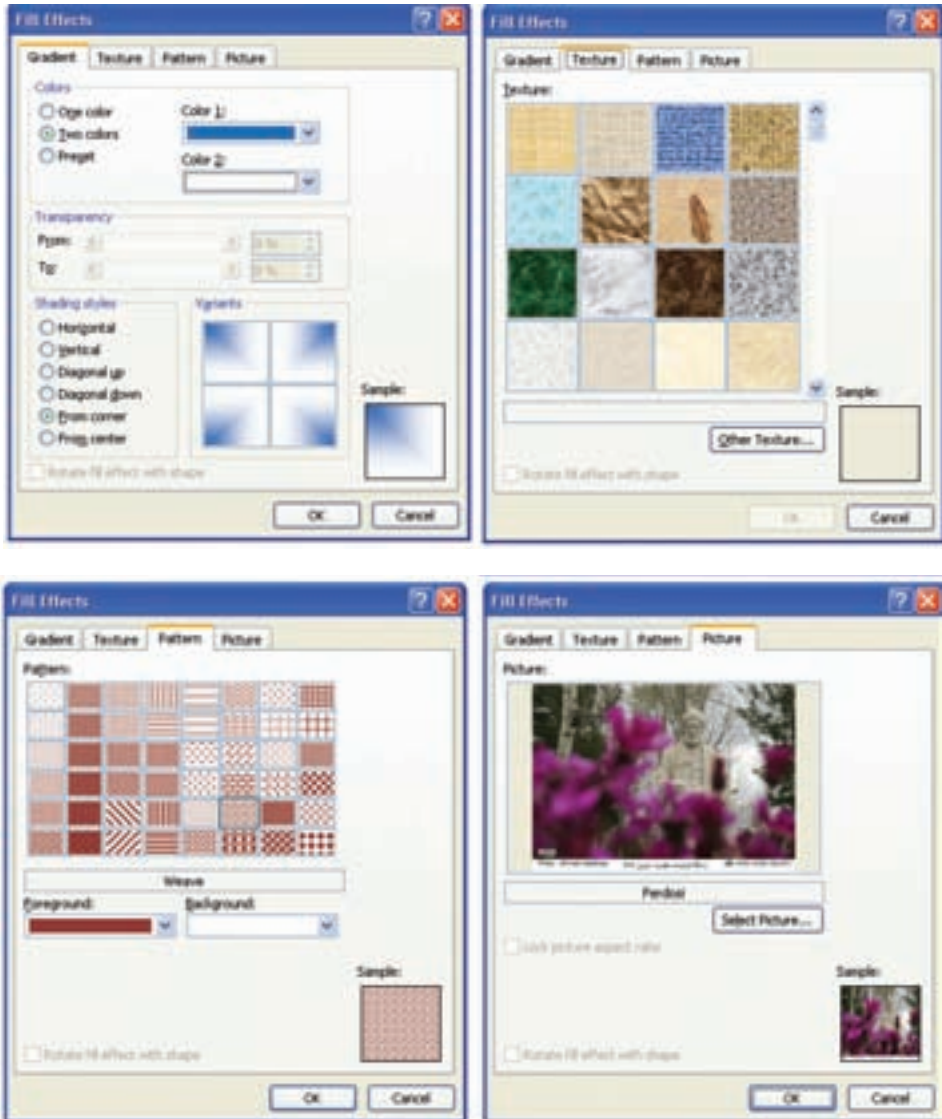 Fill Effects
Gradient Texture Pattern Picture
Colors
One color
Two colors
Preset
Color 1:
Color 2:
Transparency
From: 0 %
To: 0 %
Shading styles
Horizontal
Vertical
Diagonal up
Diagonal down
From corner
From center
Variants
Sample:
Rotate fill effect with shape
OK Cancel
Fill Effects
Gradient Texture Pattern Picture
Texture:
Other Texture...
Sample:
Rotate fill effect with shape
OK Cancel
Fill Effects
Gradient Texture Pattern Picture
Pattern:
Weave
Foreground: Background:
Sample:
Rotate fill effect with shape
OK Cancel
Fill Effects
Gradient Texture Pattern Picture
Picture:
Ferdosi
Select Picture...
Lock picture aspect ratio
Sample:
Rotate fill effect with shape
OK Cancel